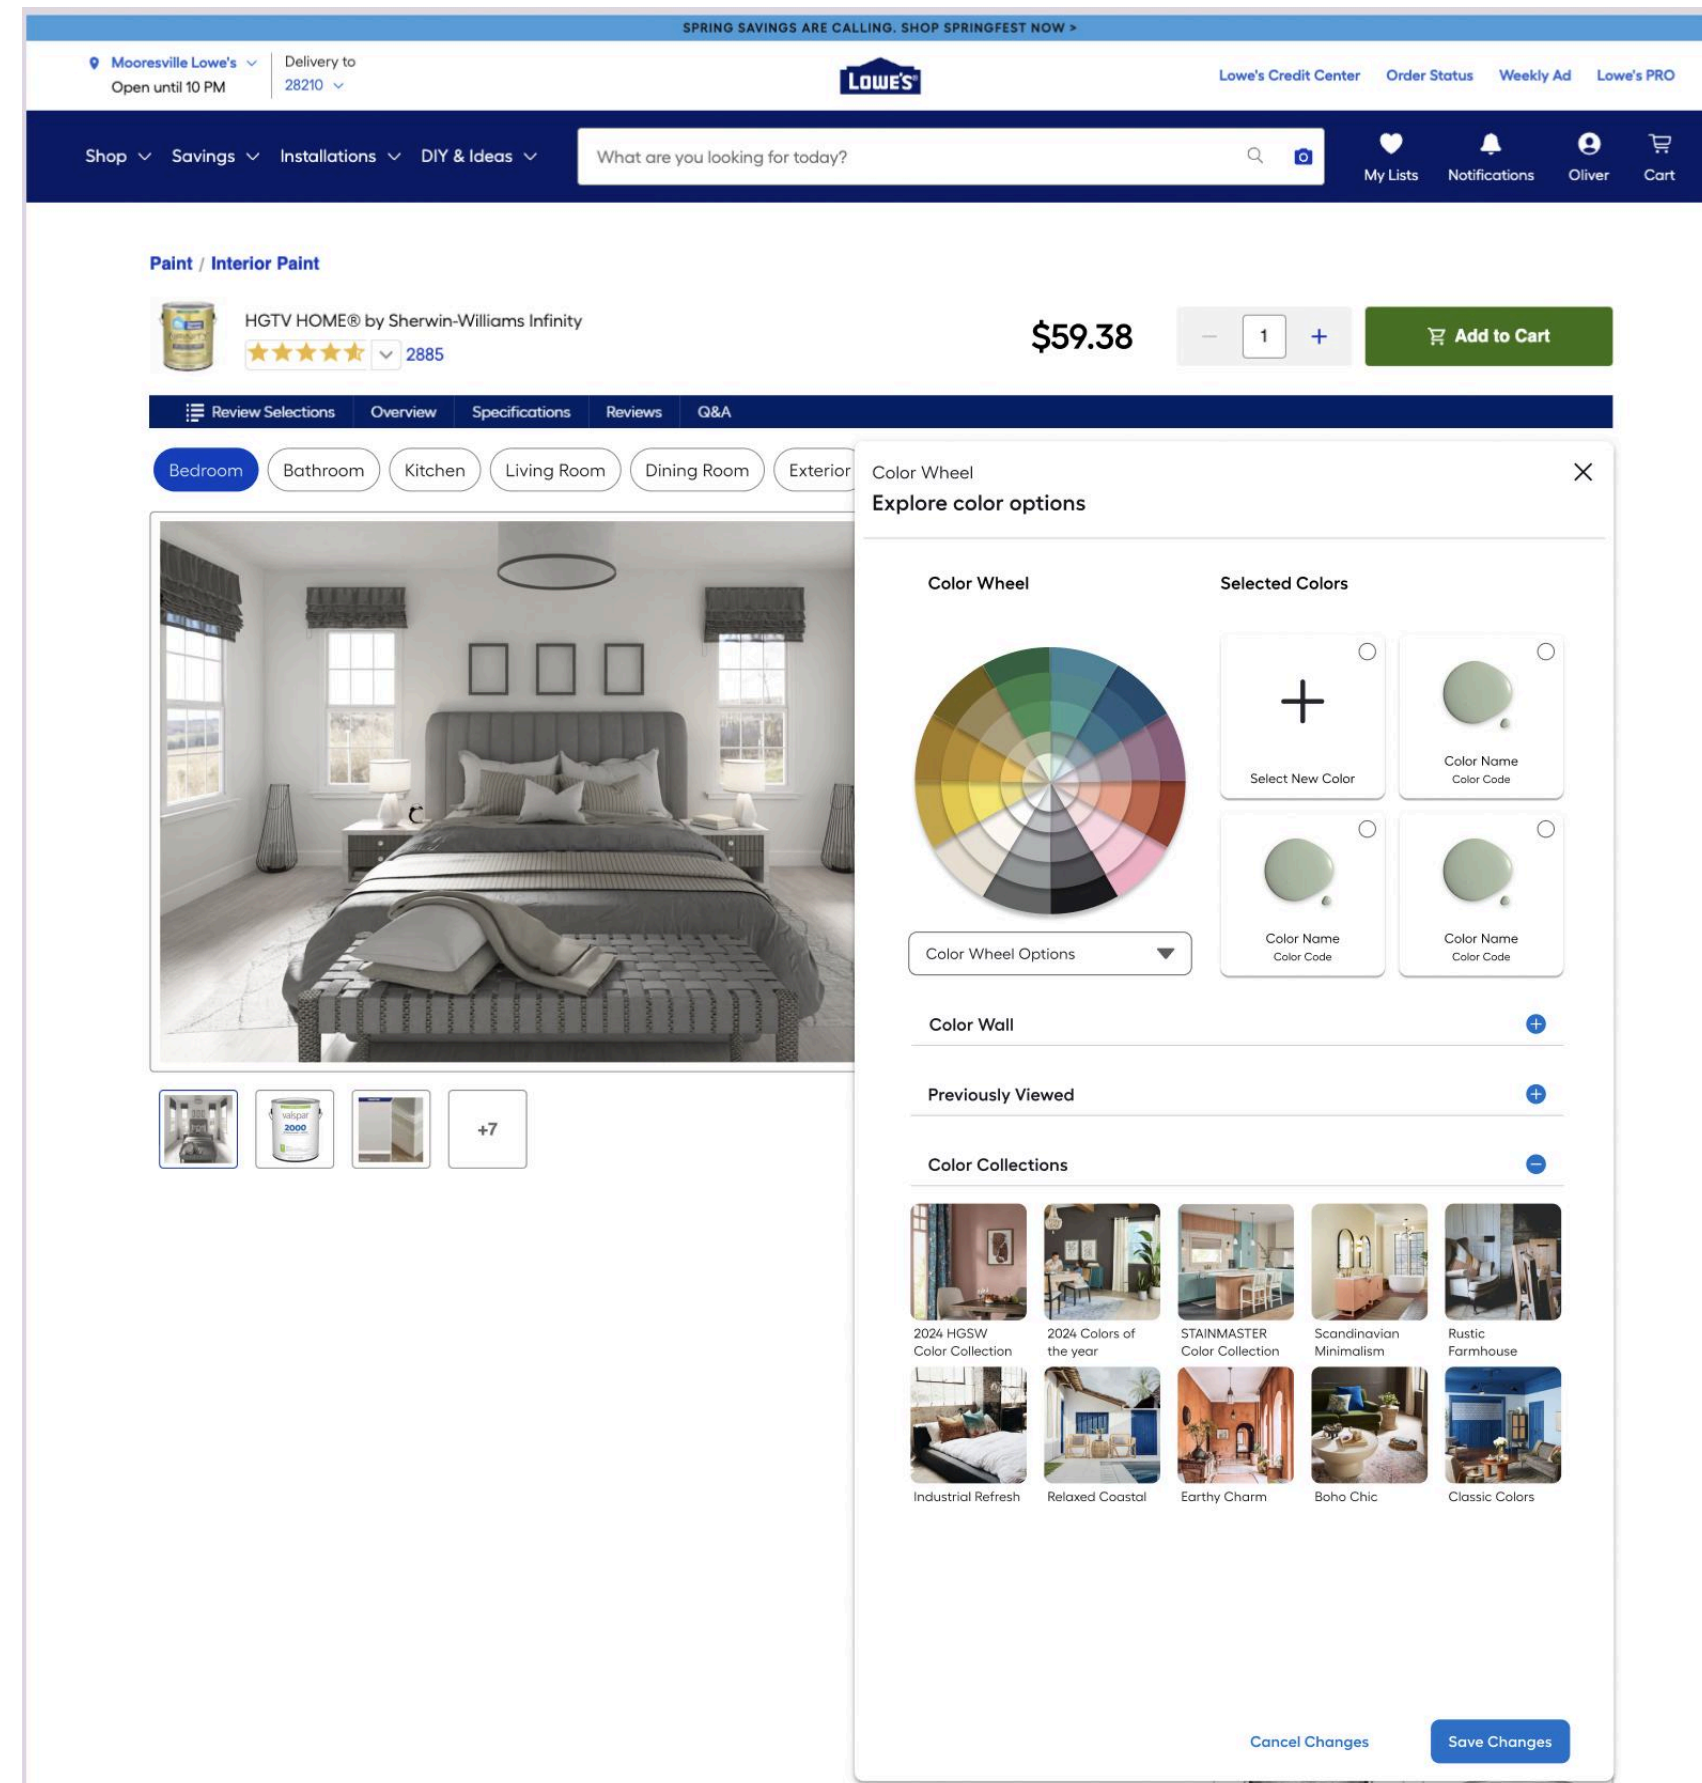 SPRING SAVINGS ARE CALLING. SHOP SPRINGFEST NOW >
Mooresville Lowe's
Open until 10 PM
Delivery to
28210
LOWE'S
Lowe's Credit Center
Order Status
Weekly Ad
Lowe's PRO
Shop
Savings
Installations
DIY & Ideas
What are you looking for today?
My Lists
Notifications
Oliver
Cart
Paint / Interior Paint
HGTV HOME® by Sherwin-Williams Infinity
2885
$59.38
1
Add to Cart
Review Selections
Overview
Specifications
Reviews
Q&A
Bedroom
Bathroom
Kitchen
Living Room
Dining Room
Exterior
Color Wheel
Explore color options
Color Wheel
Selected Colors
Select New Color
Color Name
Color Code
Color Name
Color Code
Color Name
Color Code
Color Wheel Options
Color Wall
Previously Viewed
Color Collections
valspar
2000
+7
2024 HGSW
Color Collection
2024 Colors of
the year
STAINMASTER
Color Collection
Scandinavian
Minimalism
Rustic
Farmhouse
Industrial Refresh
Relaxed Coastal
Earthy Charm
Boho Chic
Classic Colors
Cancel Changes
Save Changes